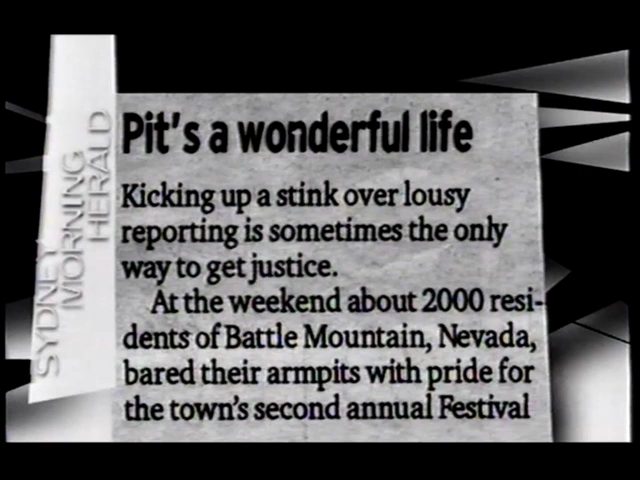 SYDNEY
MORNING
HERALD
Pit's a wonderful life
Kicking up a stink over lousy
reporting is sometimes the only
way to get justice.
At the weekend about 2000 resi-
dents of Battle Mountain, Nevada,
bared their armpits with pride for
the town's second annual Festival